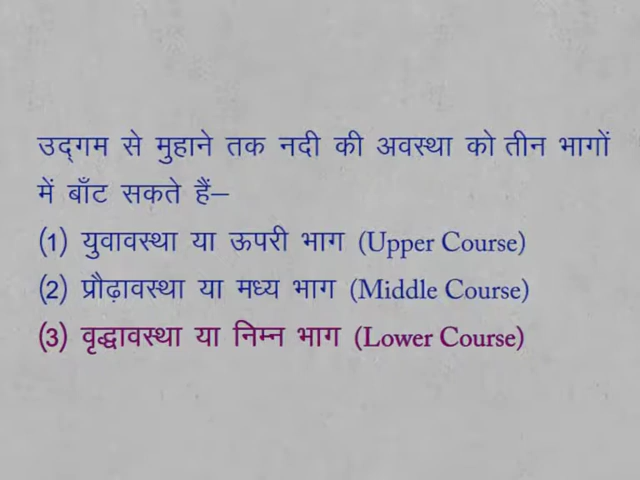 उद्गम से मुहाने तक नदी की अवस्था को तीन भागों
में बाँट सकते हैं–
(1) युवावस्था या ऊपरी भाग (Upper Course)
(2) प्रौढ़ावस्था या मध्य भाग (Middle Course)
(3) वृद्धावस्था या निम्न भाग (Lower Course)